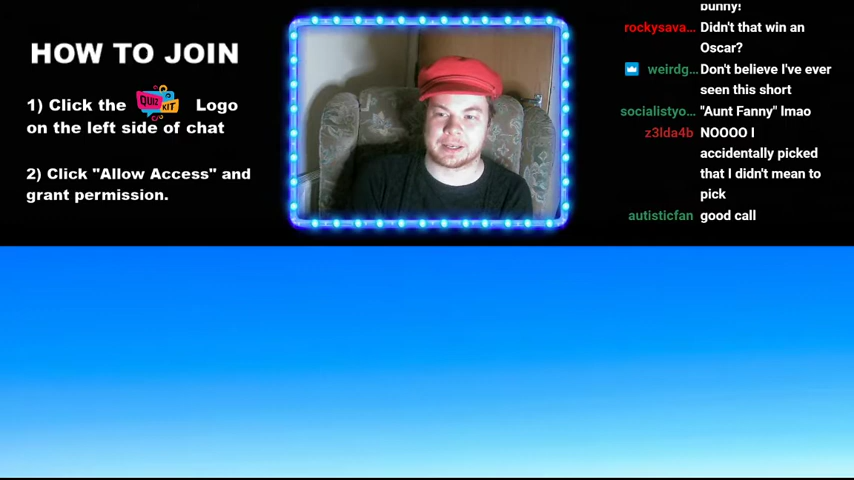 HOW TO JOIN
1) Click the QUIZ KIT Logo
on the left side of chat
2) Click "Allow Access" and
grant permission.
bunny!
rockysava… Didn't that win an
Oscar?
weirdg… Don't believe I've ever
seen this short
socialistyo… "Aunt Fanny" lmao
z3lda4b NOOOO I
accidentally picked
that I didn't mean to
pick
autisticfan good call